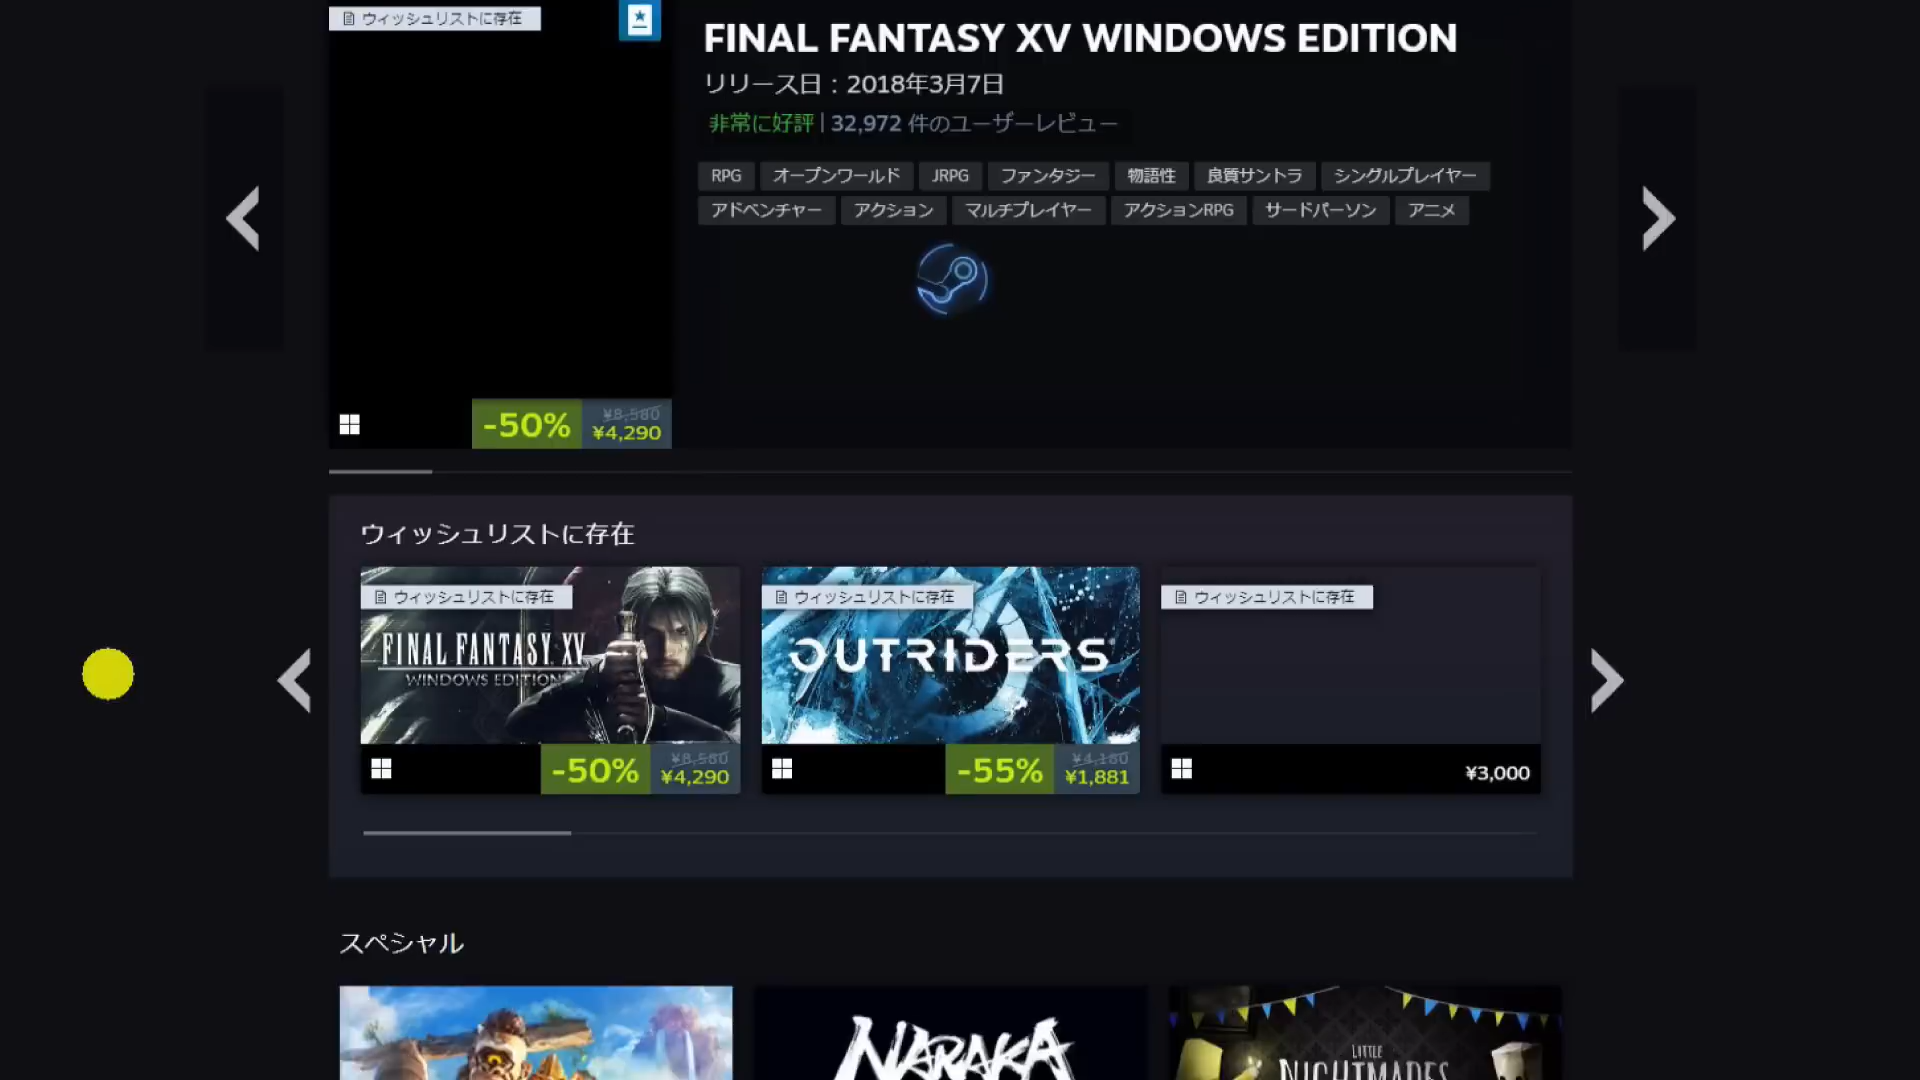 ウィッシュリストに存在
FINAL FANTASY XV WINDOWS EDITION
リリース日：2018年3月7日
非常に好評 | 32,972 件のユーザーレビュー
RPG オープンワールド JRPG ファンタジー 物語性 良質サントラ シングルプレイヤー
アドベンチャー アクション マルチプレイヤー アクションRPG サードパーソン アニメ
-50% ¥8,580
¥4,290
ウィッシュリストに存在
ウィッシュリストに存在
FINAL FANTASY XV
WINDOWS EDITION
-50% ¥8,580
¥4,290
ウィッシュリストに存在
OUTRIDERS
-55% ¥4,180
¥1,881
ウィッシュリストに存在
¥3,000
スペシャル
NARAKA
LITTLE
NIGHTMARES